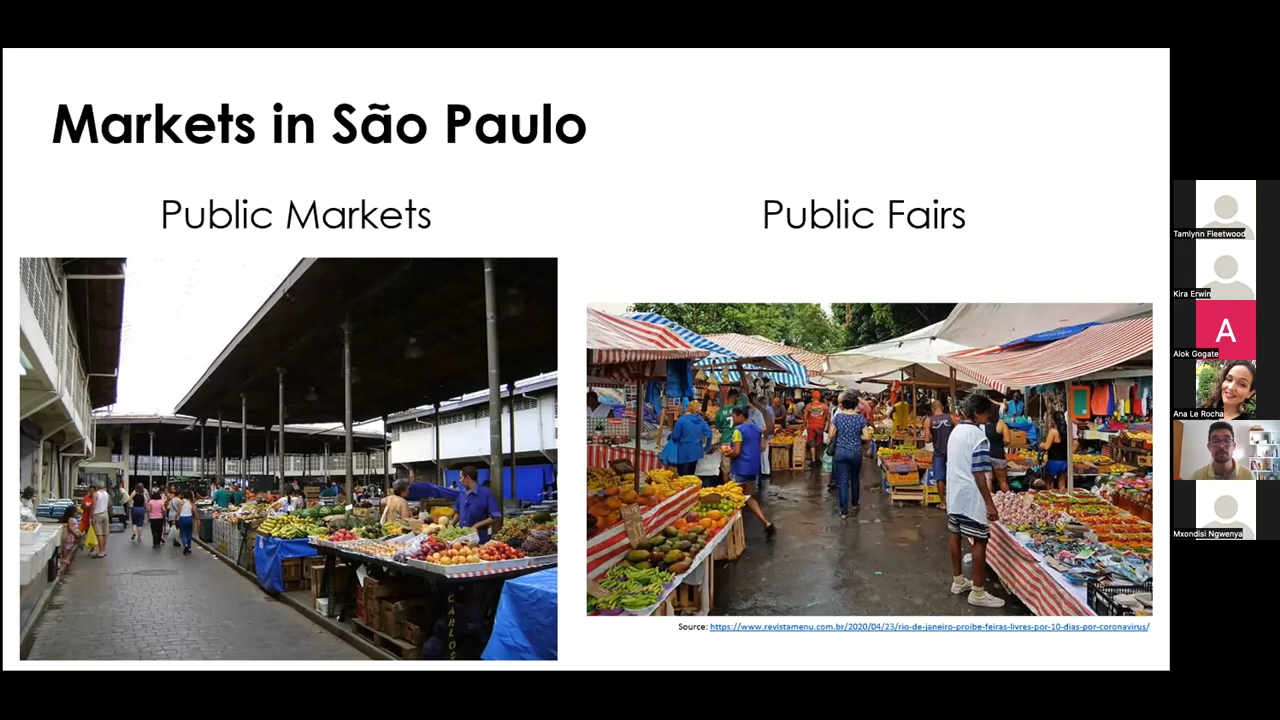 Markets in São Paulo
Public Markets
Public Fairs
CARLOS
Source: https://www.revistamenu.com.br/2020/04/23/rio-de-janeiro-proibe-feiras-livres-por-10-dias-por-coronavirus/
Tamlynn Fleetwood
Kira Erwin
A
Alok Gogate
Ana Le Rocha
Mxondisi Ngwenya